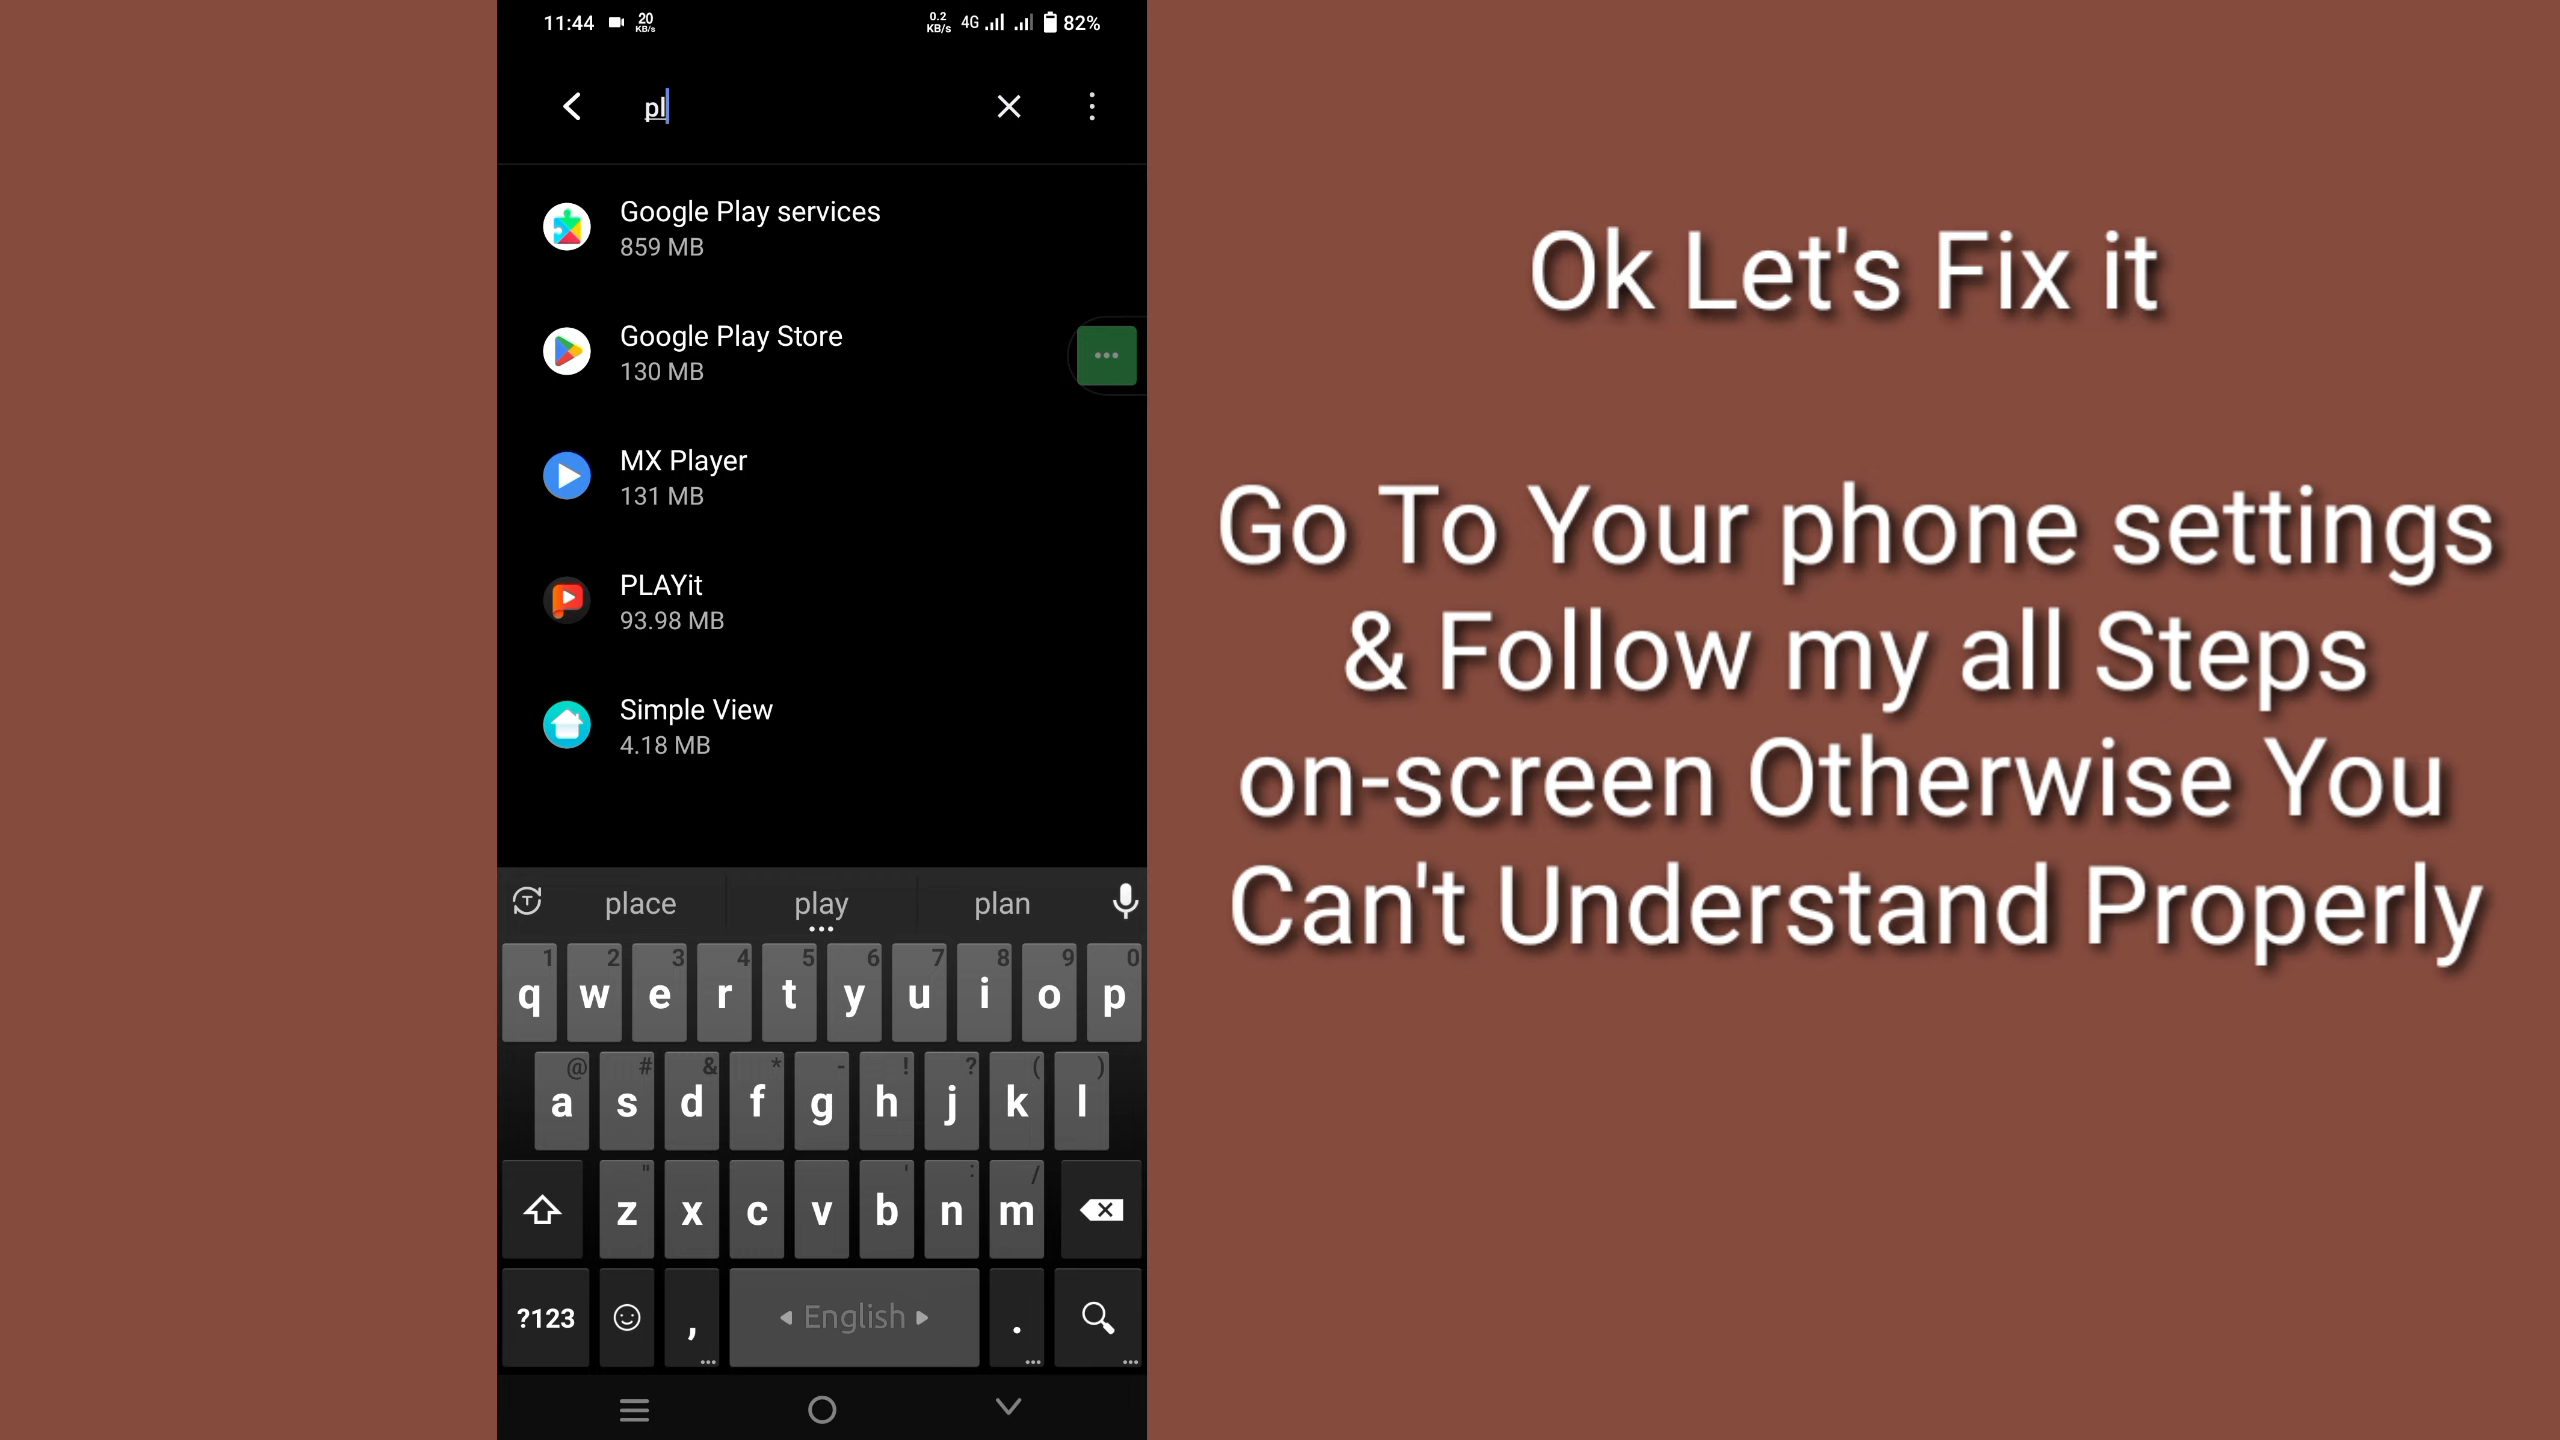 11:44 20 KB/s 0.2 KB/s 4G 82%
pl
Google Play services
859 MB
Google Play Store
130 MB
MX Player
131 MB
PLAYit
93.98 MB
Simple View
4.18 MB
place play plan
1 2 3 4 5 6 7 8 9 0
q w e r t y u i o p
@ # & * - ! ? ( )
a s d f g h j k l
" ' : /
z x c v b n m
?123 , English .
Ok Let's Fix it
Go To Your phone settings
& Follow my all Steps
on-screen Otherwise You
Can't Understand Properly